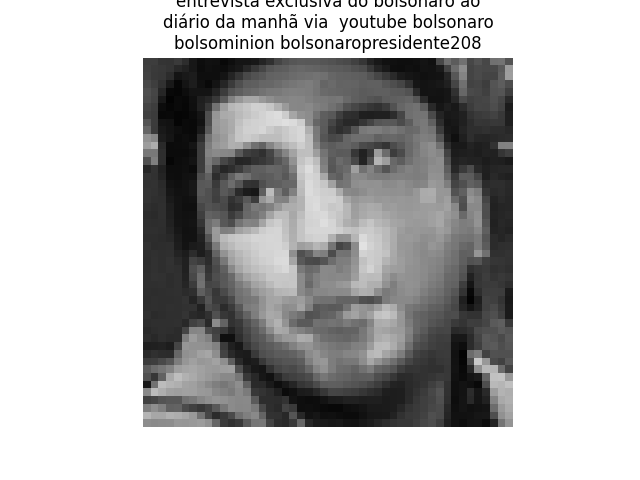 entrevista exclusiva do bolsonaro ao
diário da manhã via  youtube bolsonaro
bolsominion bolsonaropresidente208